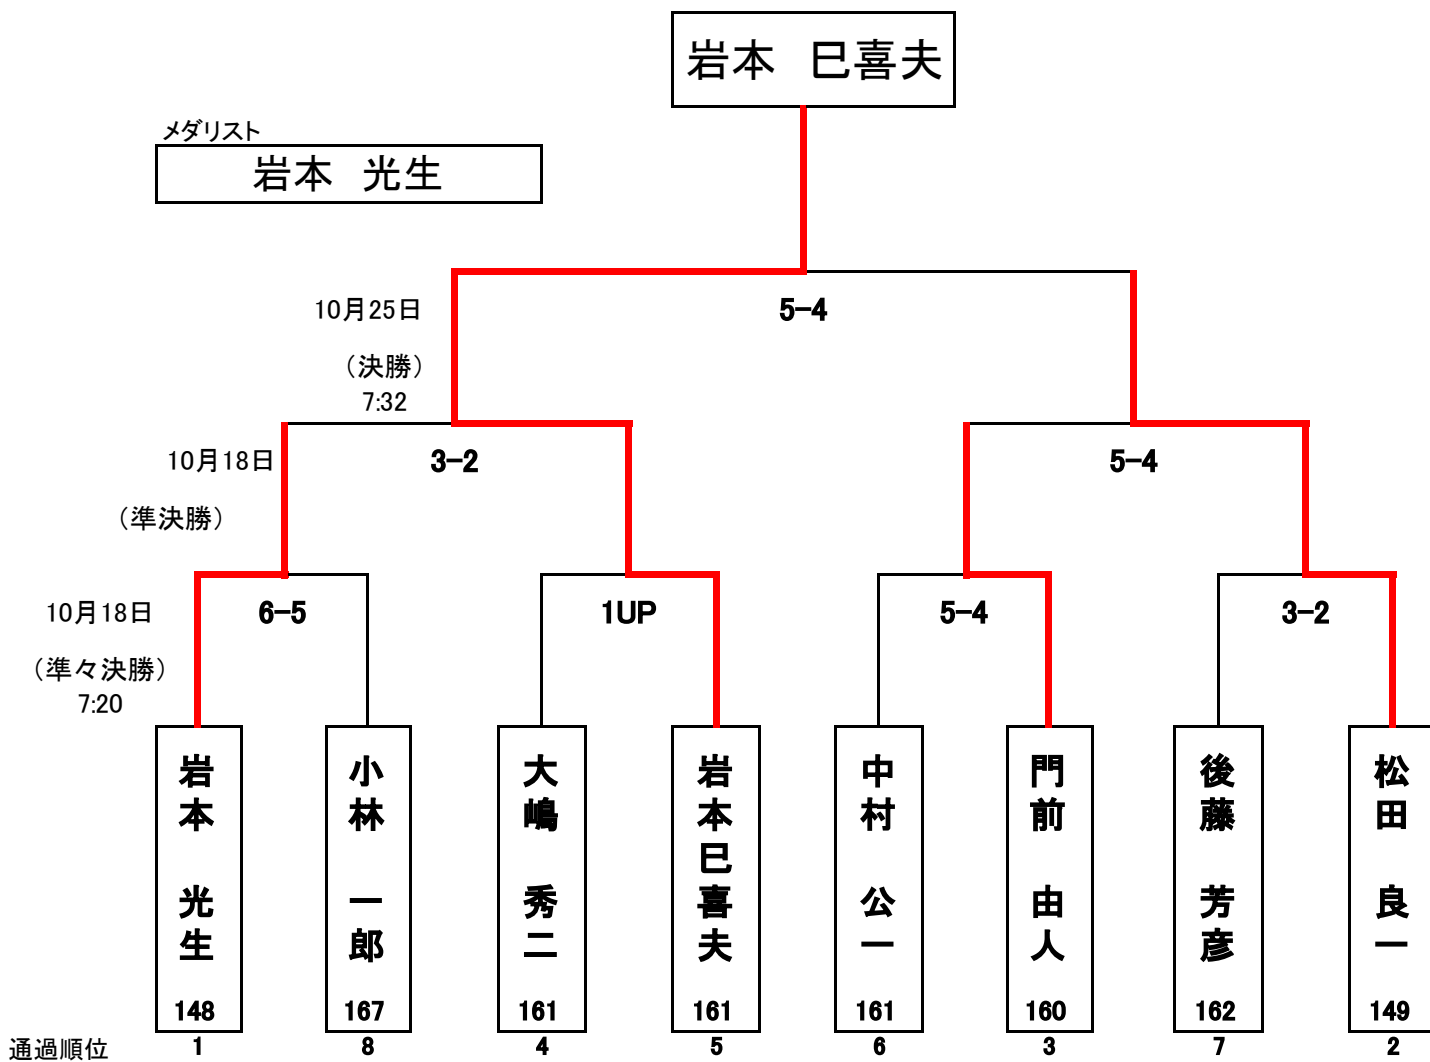 岩本　巳喜夫
メダリスト
岩本　光生
10月25日
5-4
（決勝）
7:32
10月18日
3-2
5-4
（準決勝）
10月18日
6-5
1UP
5-4
3-2
（準々決勝）
7:20
岩本　光生
小林　一郎
大嶋　秀二
岩本巳喜夫
中村　公一
門前　由人
後藤　芳彦
松田　良一
148 167 161 161 161 160 162 149
通過順位 1 8 4 5 6 3 7 2